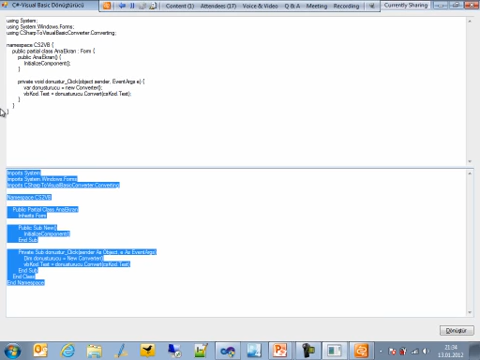 C#-Visual Basic Dönüştürücü
Content (1) Attendees (17) Voice & Video Q & A Meeting Recording Currently Sharing
using System;
using System.Windows.Forms;
using CSharpToVisualBasicConverter.Converting;
namespace CS2VB {
public partial class AnaEkran : Form {
public AnaEkran() {
InitializeComponent();
}
private void donustur_Click(object sender, EventArgs e) {
var donusturucu = new Converter();
vbKod.Text = donusturucu.Convert(csKod.Text);
}
}
}
Imports System
Imports System.Windows.Forms
Imports CSharpToVisualBasicConverter.Converting
Namespace CS2VB
Public Partial Class AnaEkran
Inherits Form
Public Sub New()
InitializeComponent()
End Sub
Private Sub donustur_Click(sender As Object, e As EventArgs)
Dim donusturucu = New Converter()
vbKod.Text = donusturucu.Convert(csKod.Text)
End Sub
End Class
End Namespace
Dönüştür
21:04
13.01.2012